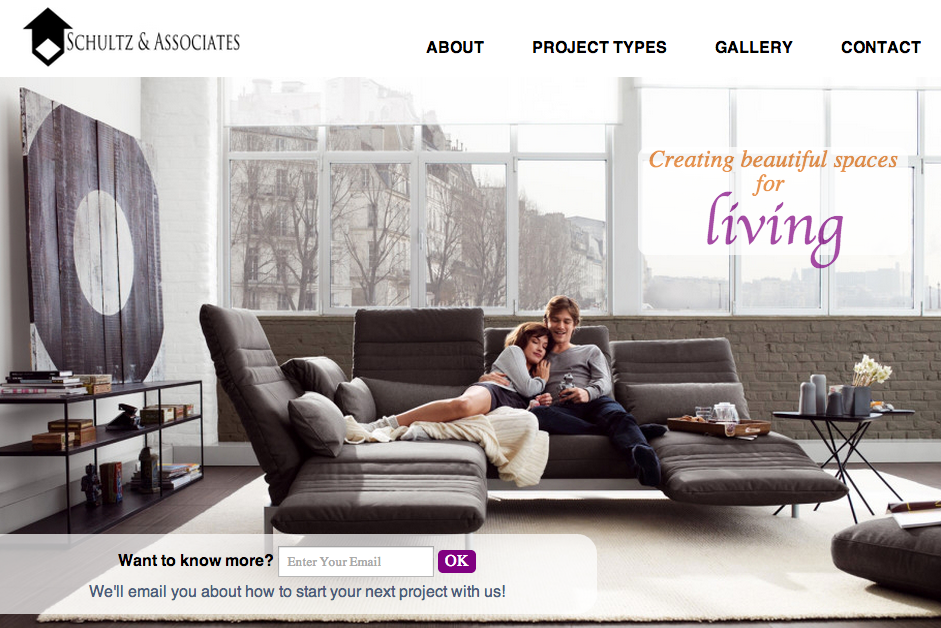 SCHULTZ & ASSOCIATES
ABOUT PROJECT TYPES GALLERY CONTACT
Creating beautiful spaces
for
living
Want to know more? Enter Your Email OK
We'll email you about how to start your next project with us!